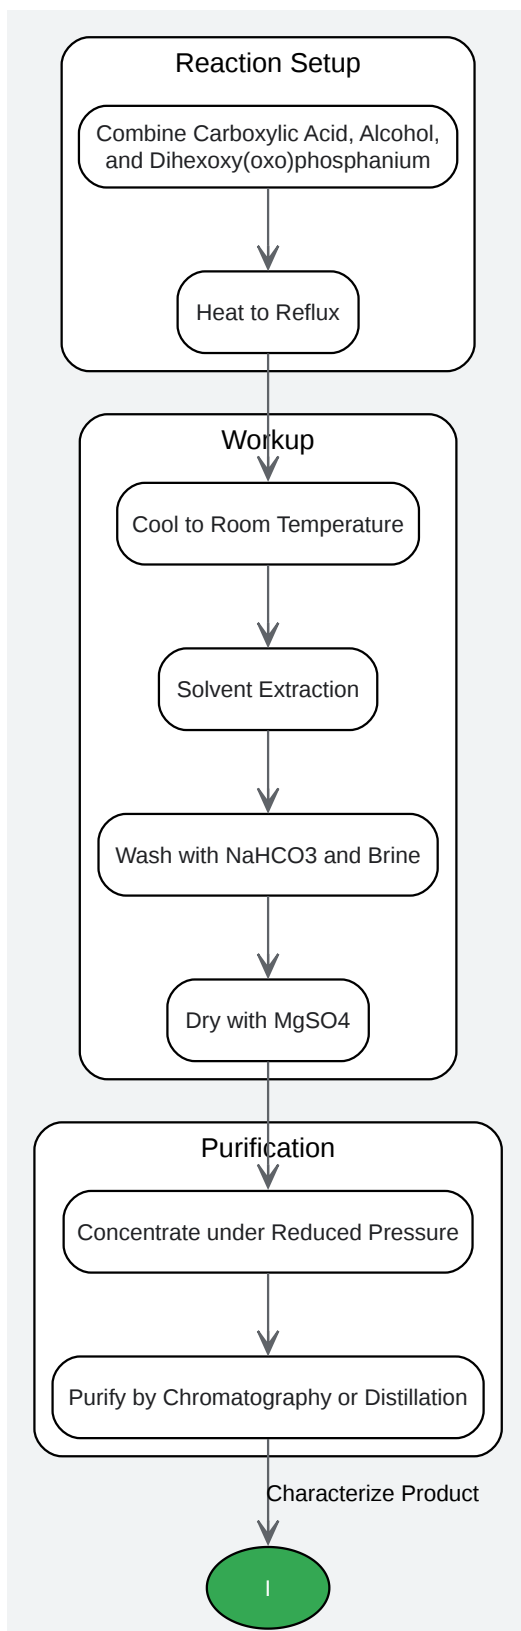 Reaction Setup
Combine Carboxylic Acid, Alcohol,
and Dihexoxy(oxo)phosphanium
Heat to Reflux
Workup
Cool to Room Temperature
Solvent Extraction
Wash with NaHCO3 and Brine
Dry with MgSO4
Purification
Concentrate under Reduced Pressure
Purify by Chromatography or Distillation
Characterize Product
I